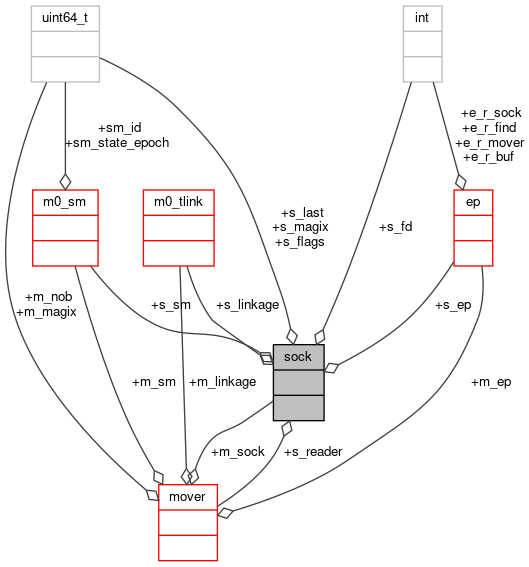 uint64_t
int
+sm_id
+sm_state_epoch
+e_r_sock
+e_r_find
+e_r_mover
+e_r_buf
m0_sm
m0_tlink
ep
+s_last
+s_magix
+s_flags
+s_fd
+m_nob
+m_magix
+s_sm
+s_linkage
+s_ep
sock
+m_sm
+m_linkage
+m_ep
+m_sock
+s_reader
mover